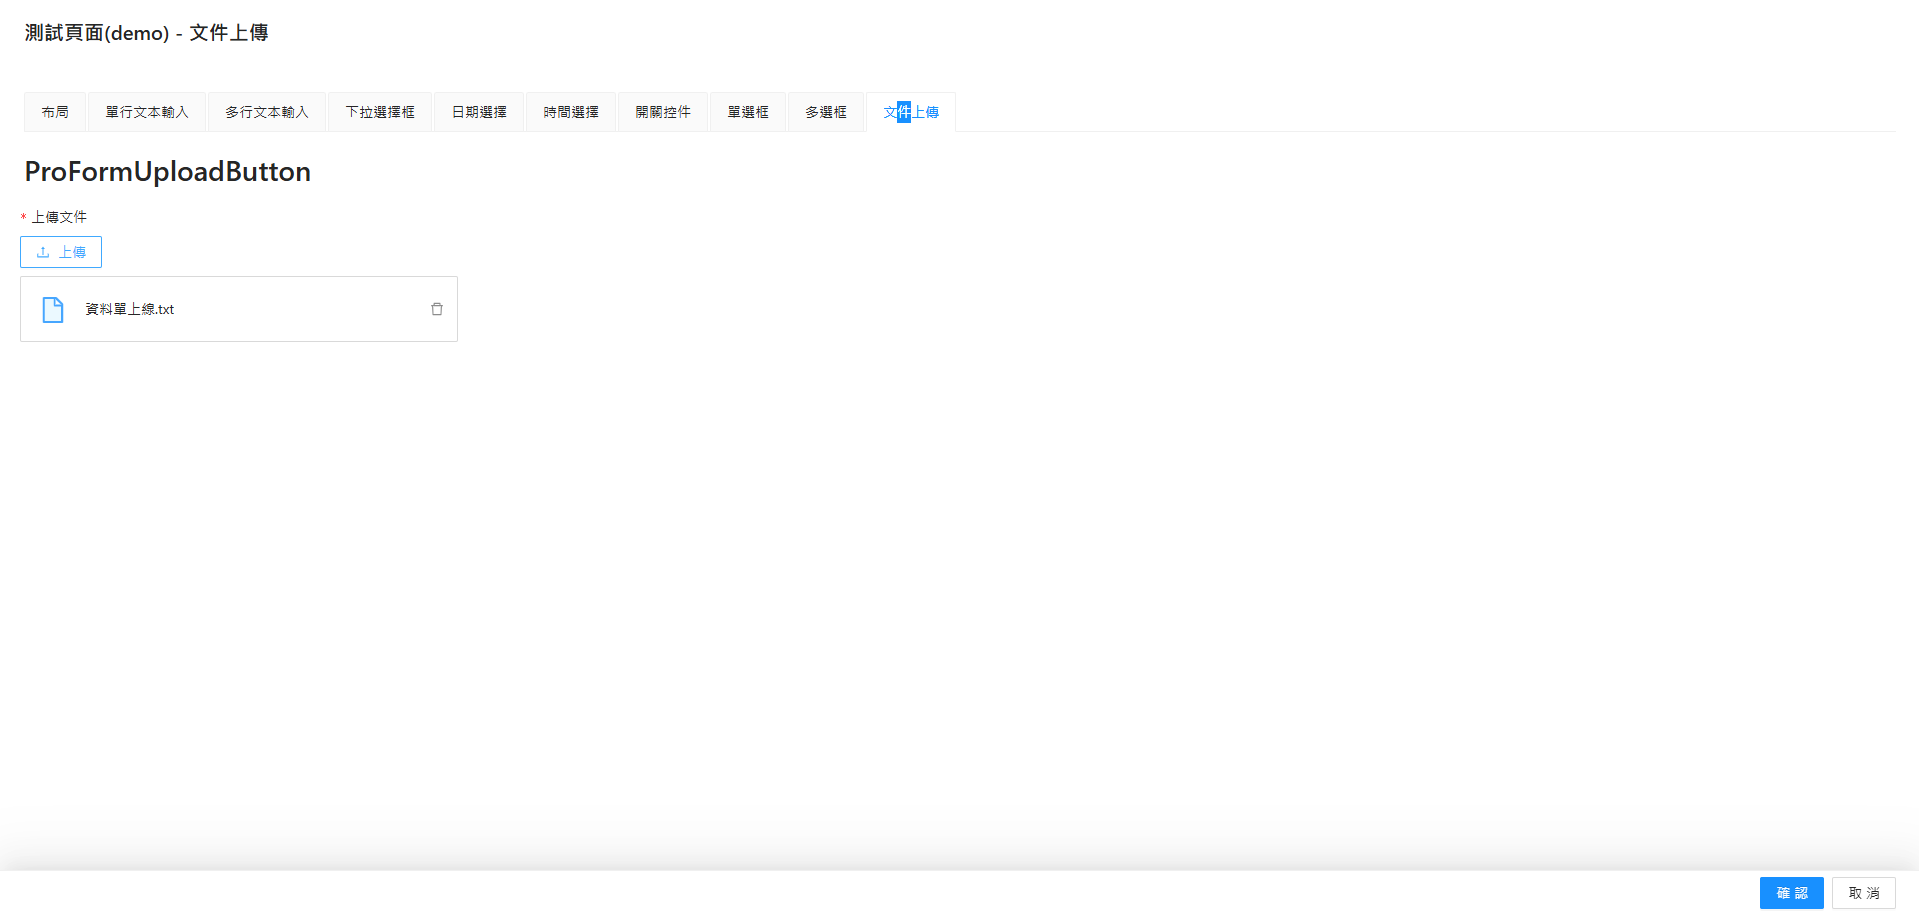 測試頁面(demo) - 文件上傳
布局 單行文本輸入 多行文本輸入 下拉選擇框 日期選擇 時間選擇 開關控件 單選框 多選框 文件上傳
ProFormUploadButton
* 上傳文件
上傳
資料單上線.txt
確 認 取 消